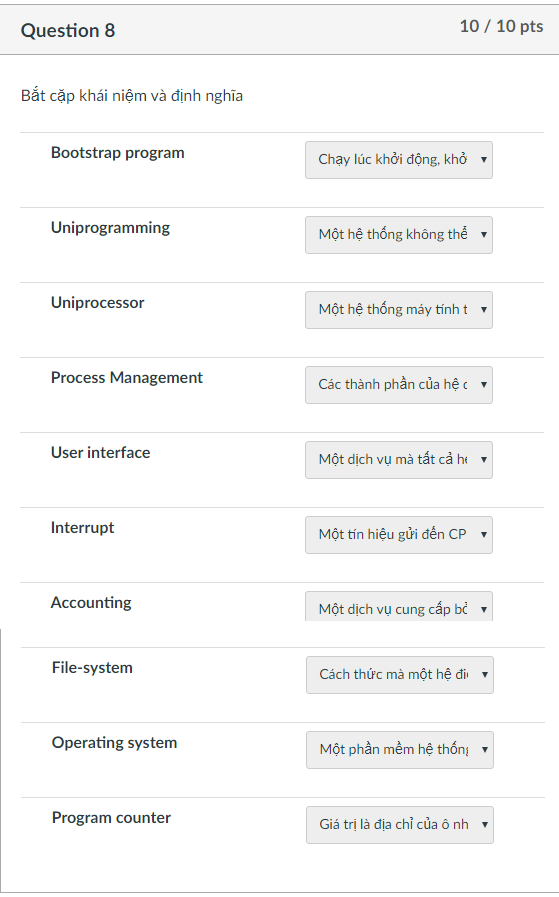 Question 8
10 / 10 pts
Bắt cặp khái niệm và định nghĩa
Bootstrap program
Chạy lúc khởi động, khở
Uniprogramming
Một hệ thống không thể
Uniprocessor
Một hệ thống máy tính t
Process Management
Các thành phần của hệ
User interface
Một dịch vụ mà tất cả
Interrupt
Một tín hiệu gửi đến CP
Accounting
Một dịch vụ cung cấp
File-system
Cách thức mà một hệ
Operating system
Một phần mềm hệ
Program counter
Giá trị là địa chỉ của ô nh